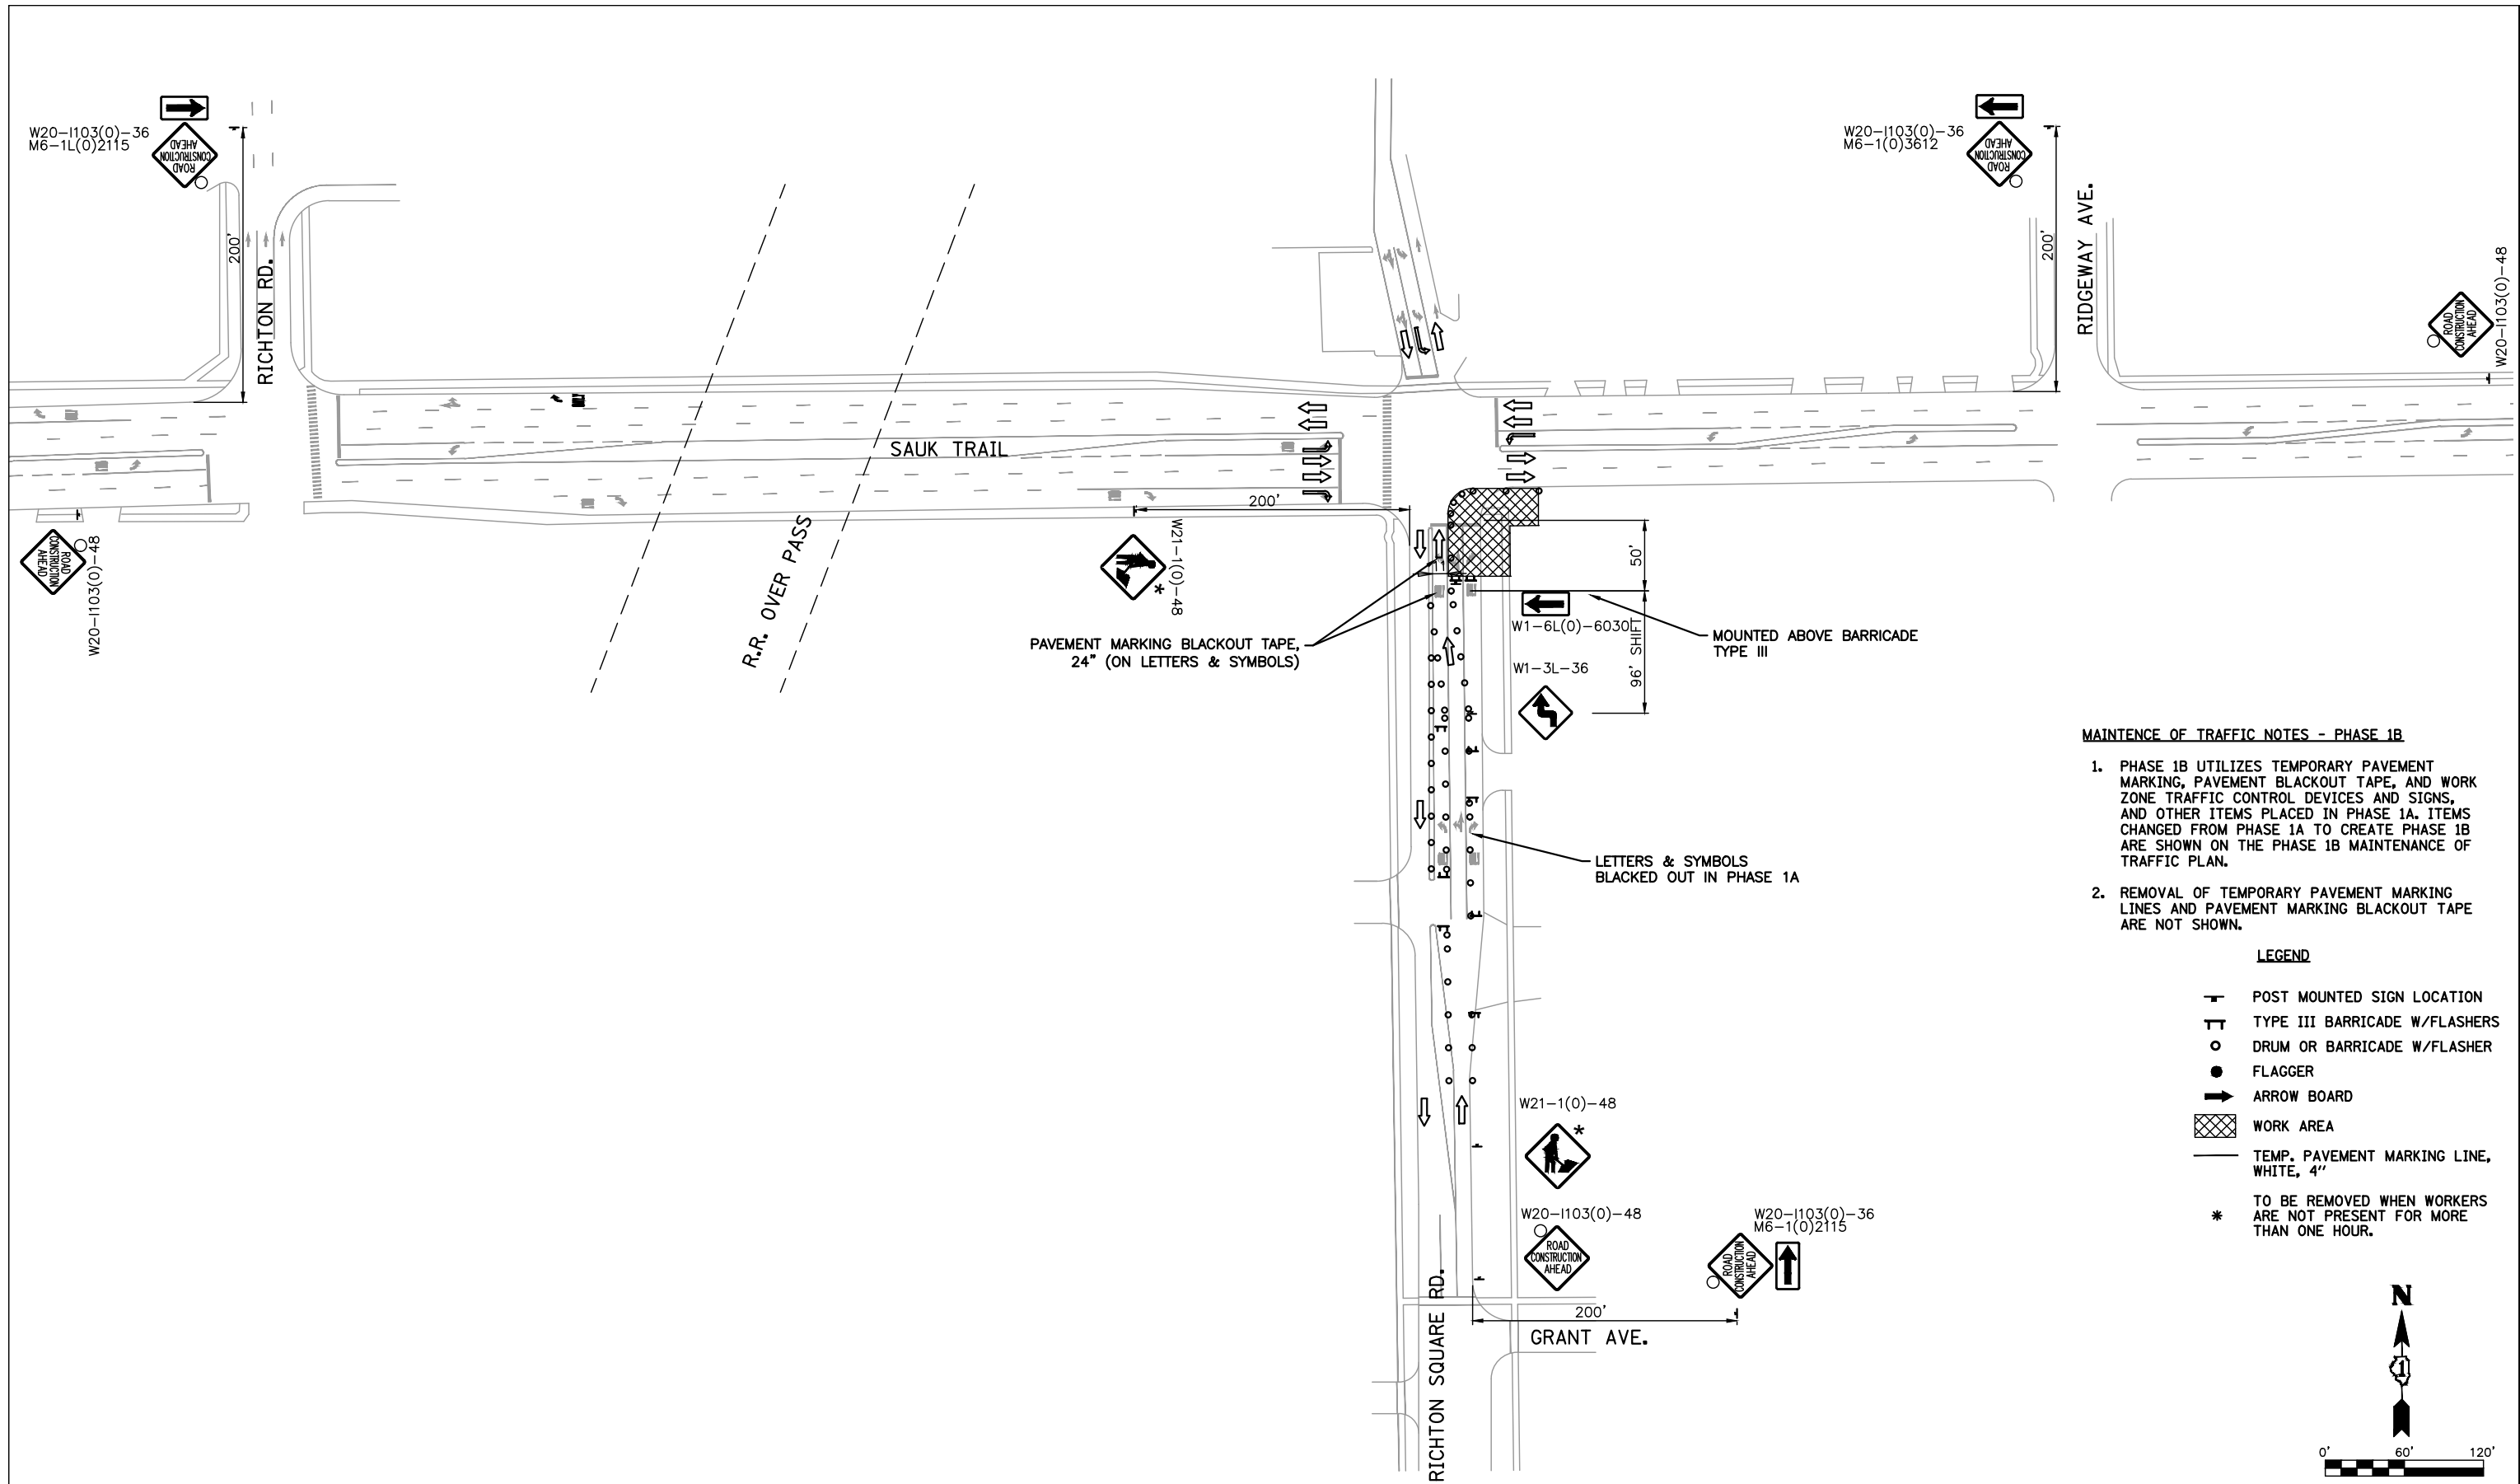 W20-I103(0)-36
M6-1L(0)2115
ROAD
CONSTRUCTION
AHEAD
200'
RICHTON RD.
W20-I103(0)-36
M6-1(0)3612
ROAD
CONSTRUCTION
AHEAD
200'
RIDGEWAY AVE.
ROAD
CONSTRUCTION
AHEAD
W20-I103(0)-48
SAUK TRAIL
200'
ROAD
CONSTRUCTION
AHEAD
W20-I103(0)-48
R.R. OVER PASS
*
W21-1(0)-48
PAVEMENT MARKING BLACKOUT TAPE,
24" (ON LETTERS & SYMBOLS)
50'
W1-6L(0)-6030
96' SHIFT
MOUNTED ABOVE BARRICADE
TYPE III
W1-3L-36
LETTERS & SYMBOLS
BLACKED OUT IN PHASE 1A
W21-1(0)-48
*
W20-I103(0)-48
ROAD
CONSTRUCTION
AHEAD
W20-I103(0)-36
M6-1(0)2115
ROAD
CONSTRUCTION
AHEAD
200'
GRANT AVE.
RICHTON SQUARE RD.
MAINTENCE OF TRAFFIC NOTES - PHASE 1B
1. PHASE 1B UTILIZES TEMPORARY PAVEMENT
MARKING, PAVEMENT BLACKOUT TAPE, AND WORK
ZONE TRAFFIC CONTROL DEVICES AND SIGNS,
AND OTHER ITEMS PLACED IN PHASE 1A. ITEMS
CHANGED FROM PHASE 1A TO CREATE PHASE 1B
ARE SHOWN ON THE PHASE 1B MAINTENANCE OF
TRAFFIC PLAN.
2. REMOVAL OF TEMPORARY PAVEMENT MARKING
LINES AND PAVEMENT MARKING BLACKOUT TAPE
ARE NOT SHOWN.
LEGEND
POST MOUNTED SIGN LOCATION
TYPE III BARRICADE W/FLASHERS
DRUM OR BARRICADE W/FLASHER
FLAGGER
ARROW BOARD
WORK AREA
TEMP. PAVEMENT MARKING LINE,
WHITE, 4"
* TO BE REMOVED WHEN WORKERS
ARE NOT PRESENT FOR MORE
THAN ONE HOUR.
N
1
0' 60' 120'